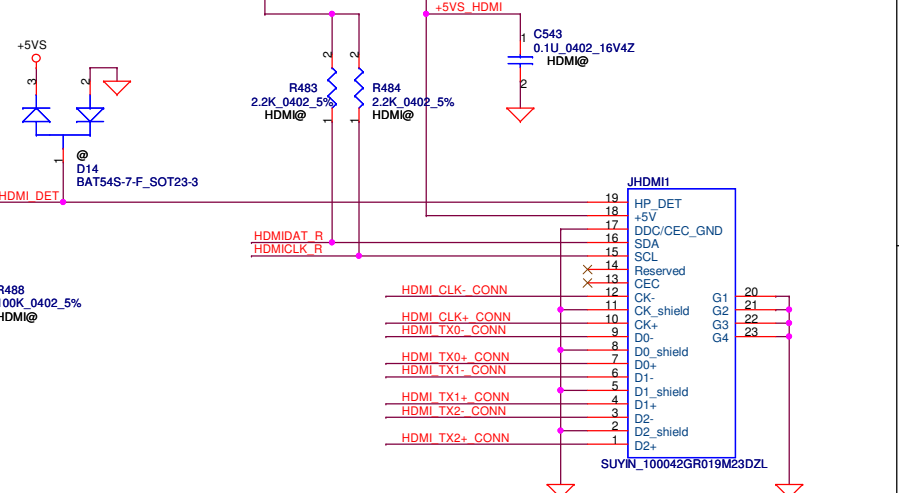 +5VS_HDMI
C543
0.1U_0402_16V4Z
HDMI@
1
2
+5VS
3
2
1
@
D14
BAT54S-7-F_SOT23-3
R483
2.2K_0402_5%
HDMI@
2
1
R484
2.2K_0402_5%
HDMI@
2
1
HDMI_DET
HDMIDAT_R
HDMICLK_R
R488
100K_0402_5%
HDMI@
JHDMI1
19 HP_DET
18 +5V
17 DDC/CEC_GND
16 SDA
15 SCL
14 Reserved
13 CEC
HDMI_CLK-_CONN 12 CK-
11 CK_shield
HDMI_CLK+_CONN 10 CK+
HDMI_TX0-_CONN 9 D0-
8 D0_shield
HDMI_TX0+_CONN 7 D0+
HDMI_TX1-_CONN 6 D1-
5 D1_shield
HDMI_TX1+_CONN 4 D1+
HDMI_TX2-_CONN 3 D2-
2 D2_shield
HDMI_TX2+_CONN 1 D2+
G1 20
G2 21
G3 22
G4 23
SUYIN_100042GR019M23DZL